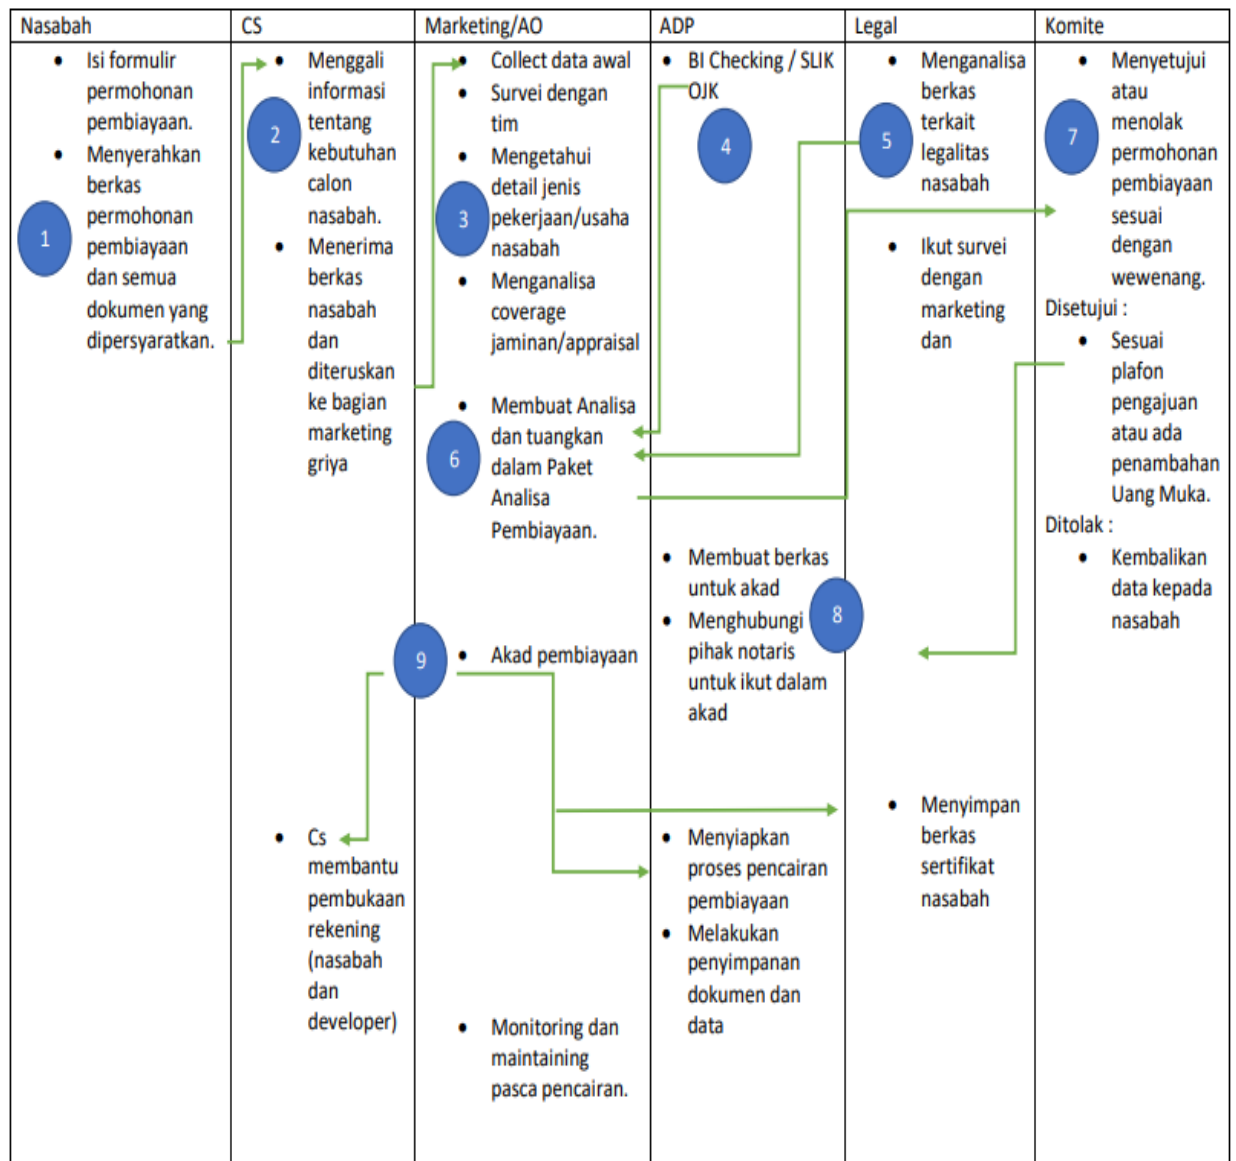 Nasabah
Isi formulir
permohonan
pembiayaan.
Menyerahkan
berkas
permohonan
pembiayaan
dan semua
dokumen yang
dipersyaratkan.
1
CS
Menggali
informasi
tentang
kebutuhan
calon
nasabah.
Menerima
berkas
nasabah
dan
diteruskan
ke bagian
marketing
griya
2
Cs
membantu
pembukaan
rekening
(nasabah
dan
developer)
Marketing/AO
Collect data awal
Survei dengan
tim
Mengetahui
detail jenis
pekerjaan/usaha
nasabah
Menganalisa
coverage
jaminan/appraisal
3
Membuat Analisa
dan tuangkan
dalam Paket
Analisa
Pembiayaan.
6
Akad pembiayaan
9
Monitoring dan
maintaining
pasca pencairan.
ADP
BI Checking / SLIK
OJK
4
Membuat berkas
untuk akad
Menghubungi
pihak notaris
untuk ikut dalam
akad
8
Menyiapkan
proses pencairan
pembiayaan
Melakukan
penyimpanan
dokumen dan
data
Legal
Menganalisa
berkas
terkait
legalitas
nasabah
5
Ikut survei
dengan
marketing
dan
Menyimpan
berkas
sertifikat
nasabah
Komite
Menyetujui
atau
menolak
permohonan
pembiayaan
sesuai
dengan
wewenang.
7
Disetujui :
Sesuai
plafon
pengajuan
atau ada
penambahan
Uang Muka.
Ditolak :
Kembalikan
data kepada
nasabah